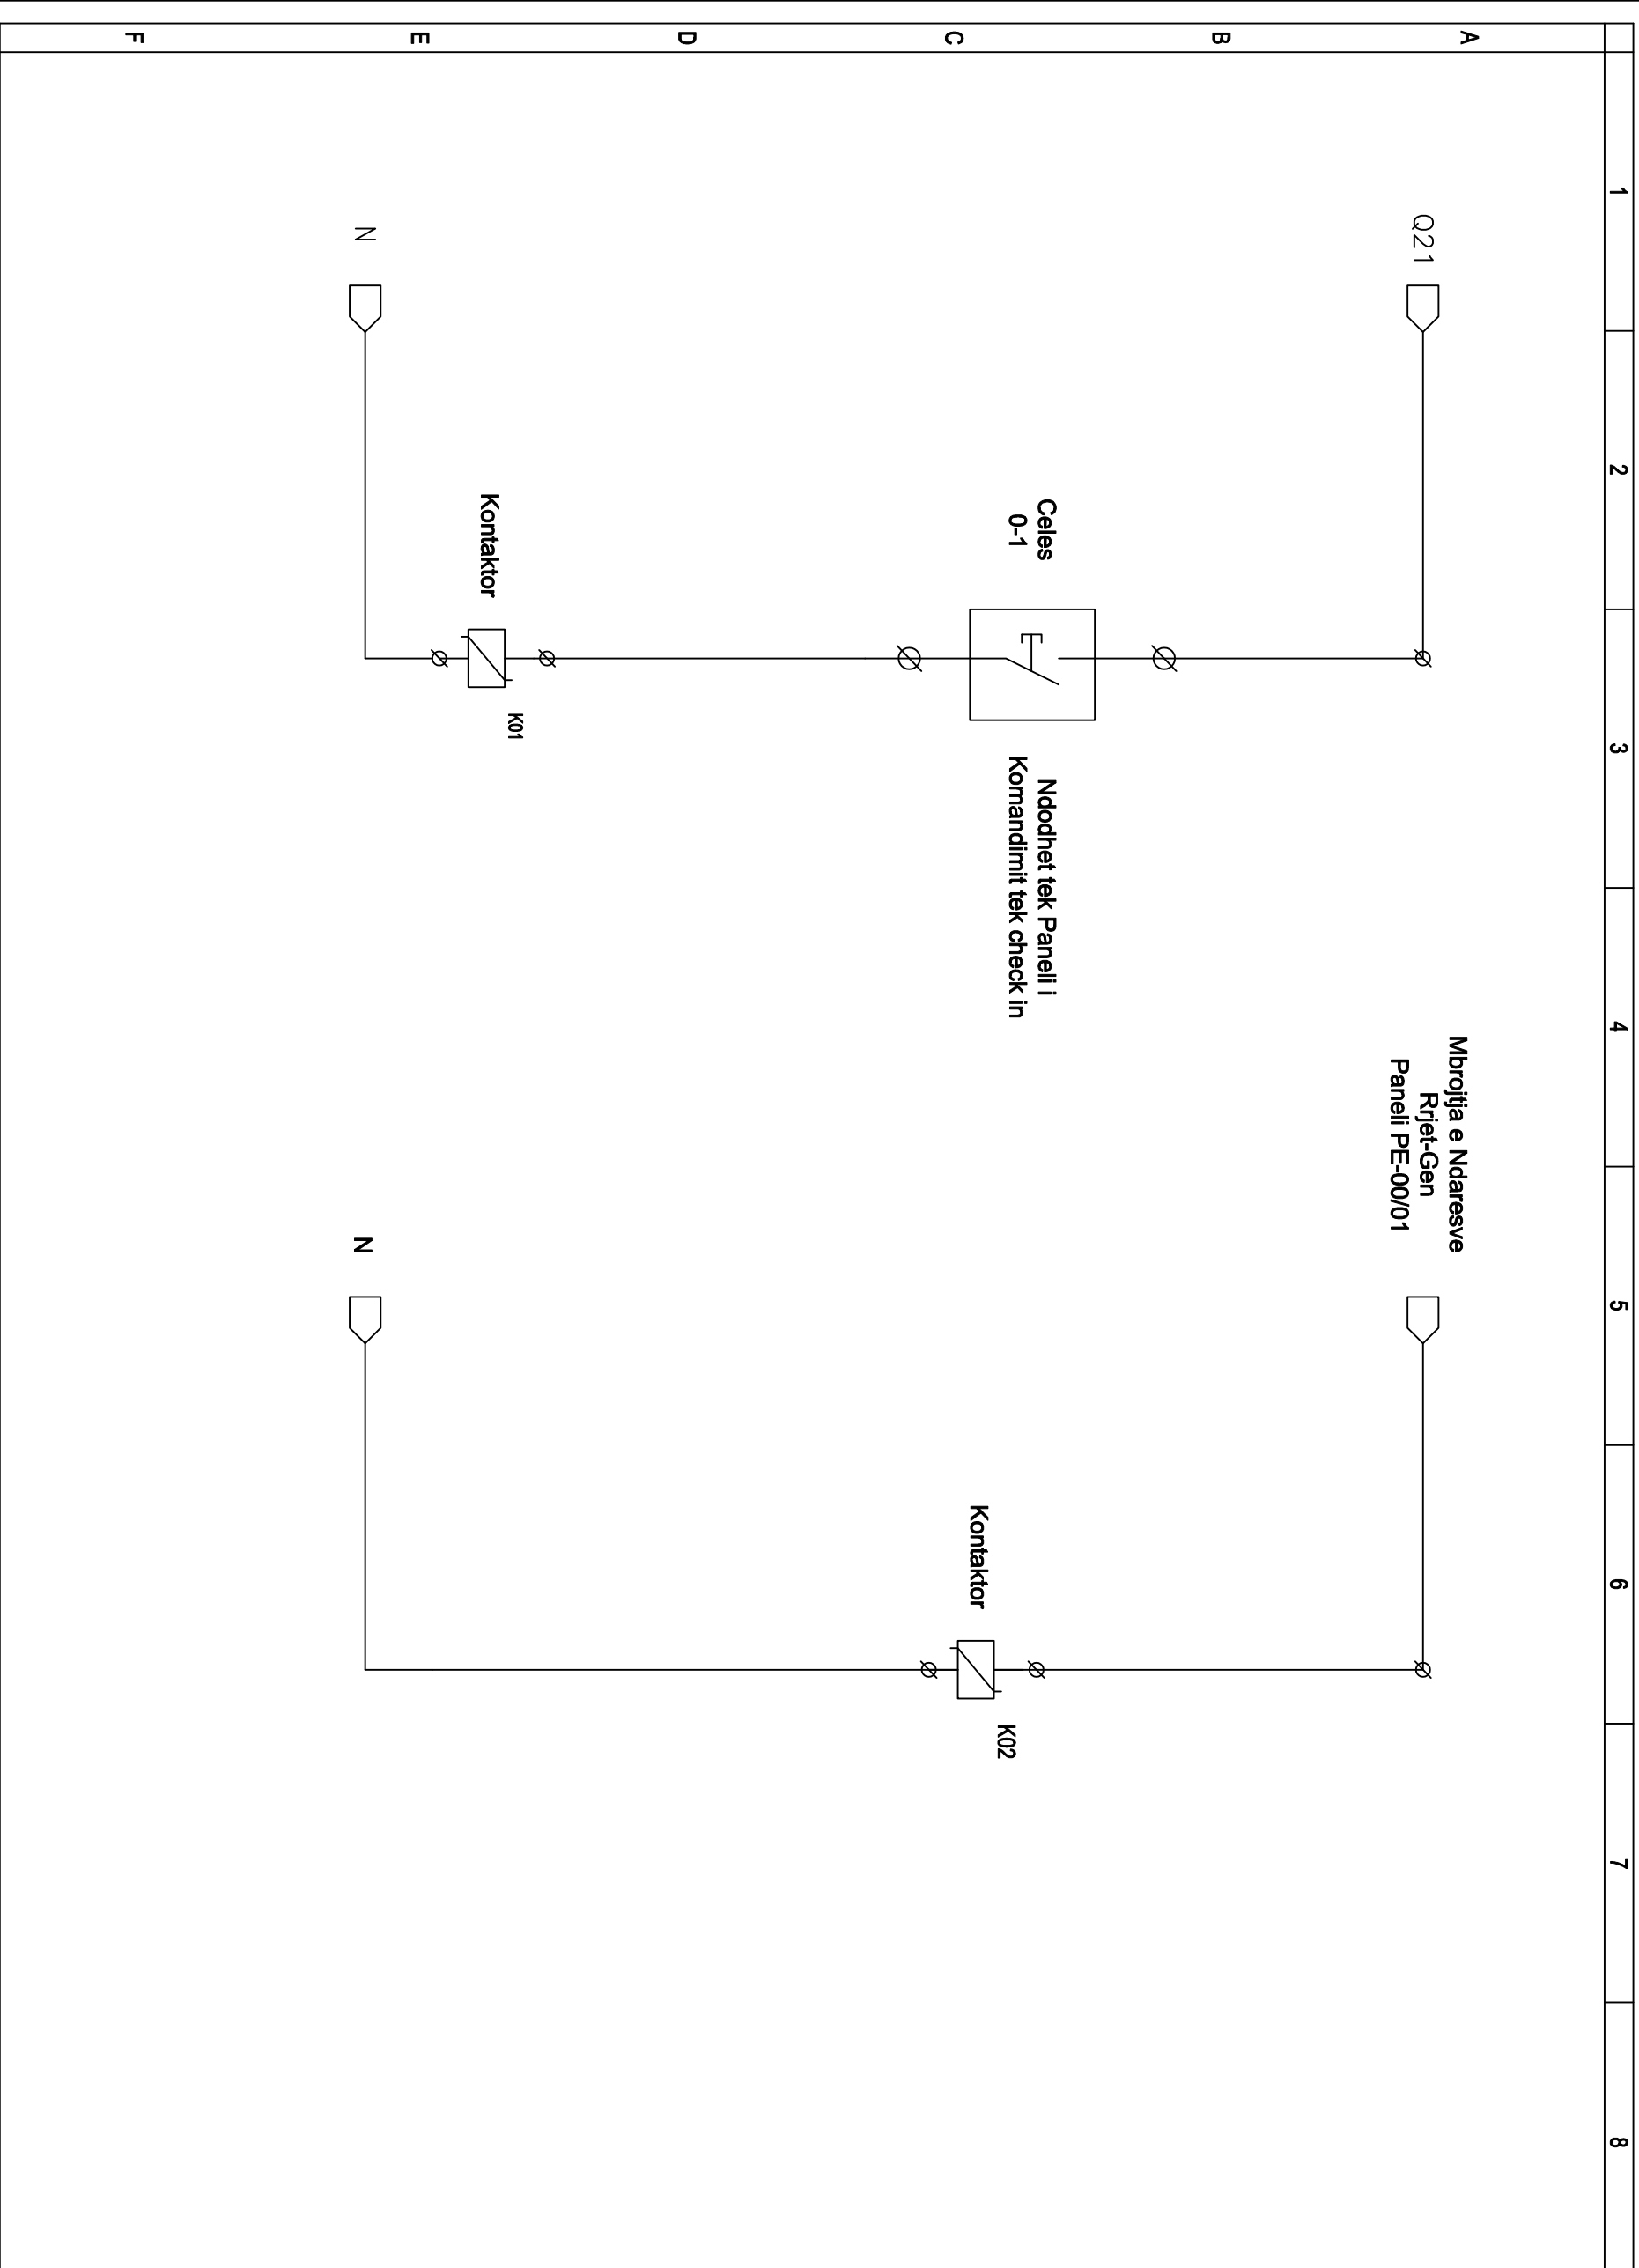 1
2
3
4
5
6
7
8
A
B
C
D
E
F
Q21
Celes
0-1
Ndodhet tek Paneli i
Komandimit tek check in
Kontaktor
K01
N
Mbrojtja e Ndaresve
Rrjet-Gen
Paneli PE-00/01
Kontaktor
K02
N